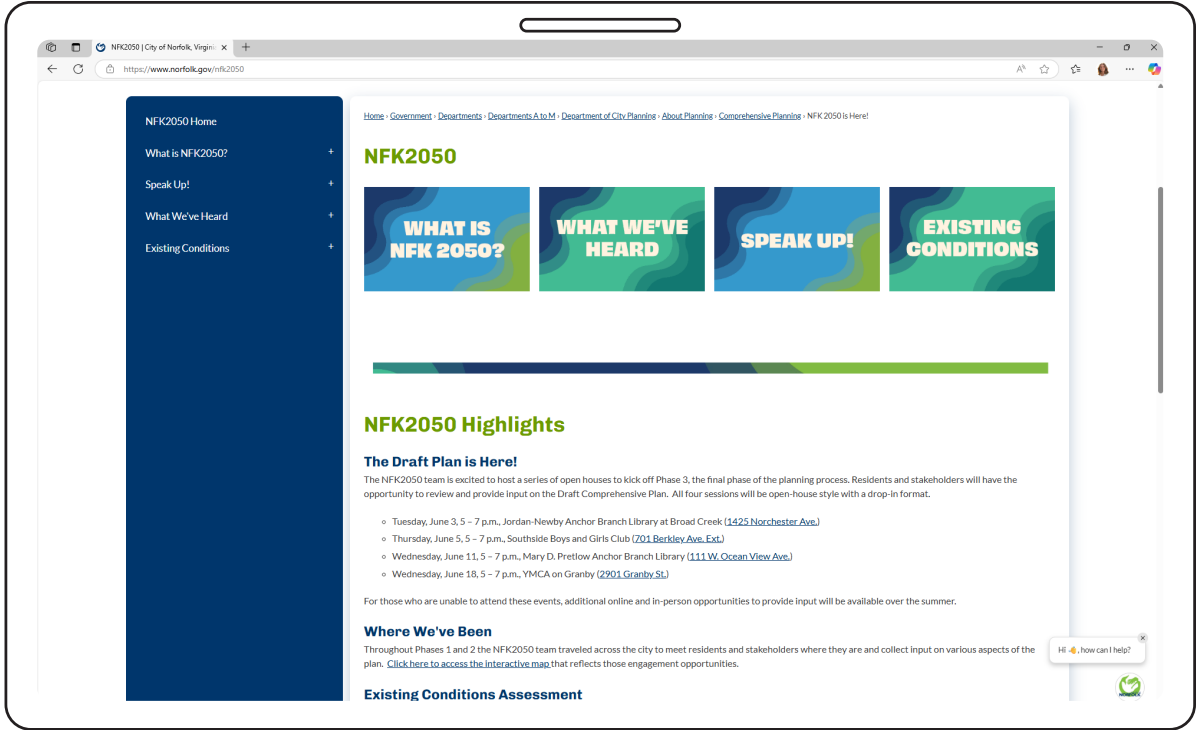 NFK2050 | City of Norfolk, Virginia
https://www.norfolk.gov/nfk2050
NFK2050 Home
What is NFK2050? +
Speak Up! +
What We've Heard +
Existing Conditions +
Home › Government › Departments › Departments A to M › Department of City Planning › About Planning › Comprehensive Planning › NFK 2050 is Here!
NFK2050
WHAT IS
NFK 2050?
WHAT WE'VE
HEARD
SPEAK UP!
EXISTING
CONDITIONS
NFK2050 Highlights
The Draft Plan is Here!
The NFK2050 team is excited to host a series of open houses to kick off Phase 3, the final phase of the planning process. Residents and stakeholders will have the
opportunity to review and provide input on the Draft Comprehensive Plan. All four sessions will be open-house style with a drop-in format.
Tuesday, June 3, 5 – 7 p.m., Jordan-Newby Anchor Branch Library at Broad Creek (1425 Norchester Ave.)
Thursday, June 5, 5 – 7 p.m., Southside Boys and Girls Club (701 Berkley Ave. Ext.)
Wednesday, June 11, 5 – 7 p.m., Mary D. Pretlow Anchor Branch Library (111 W. Ocean View Ave.)
Wednesday, June 18, 5 – 7 p.m., YMCA on Granby (2901 Granby St.)
For those who are unable to attend these events, additional online and in-person opportunities to provide input will be available over the summer.
Where We've Been
Throughout Phases 1 and 2 the NFK2050 team traveled across the city to meet residents and stakeholders where they are and collect input on various aspects of the
plan. Click here to access the interactive map that reflects those engagement opportunities.
Existing Conditions Assessment
Hi 👋, how can I help?
NORFOLK